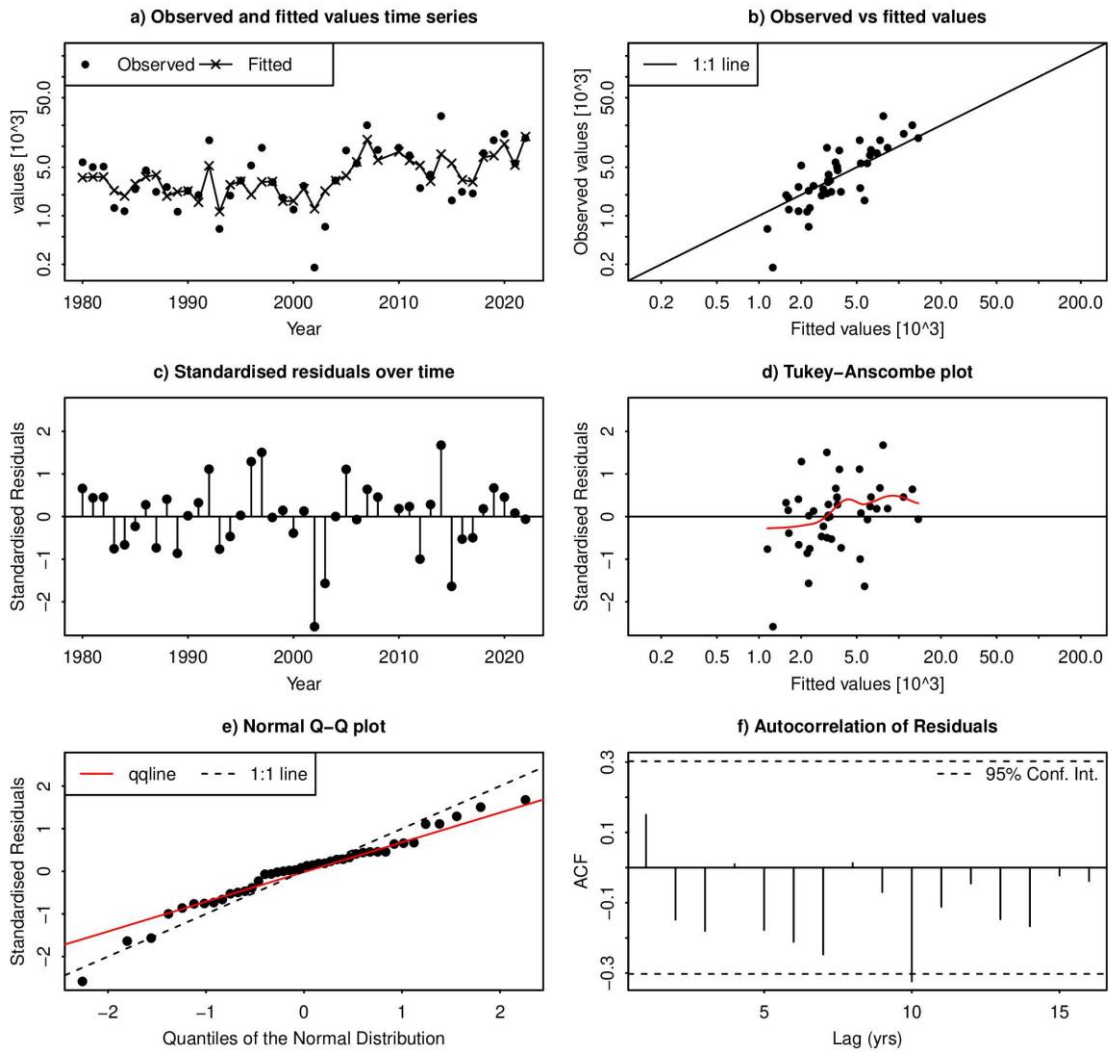 a) Observed and fitted values time series
Observed
Fitted
values [10^3]
50.0
5.0
1.0
0.2
1980
1990
2000
2010
2020
Year
b) Observed vs fitted values
1:1 line
Observed values [10^3]
50.0
5.0
1.0
0.2
0.2
0.5
1.0
2.0
5.0
20.0
50.0
200.0
Fitted values [10^3]
c) Standardised residuals over time
Standardised Residuals
2
1
0
−1
−2
1980
1990
2000
2010
2020
Year
d) Tukey−Anscombe plot
Standardised Residuals
2
1
0
−1
−2
0.2
0.5
1.0
2.0
5.0
20.0
50.0
200.0
Fitted values [10^3]
e) Normal Q−Q plot
qqline
1:1 line
Standardised Residuals
2
1
0
−1
−2
−2
−1
0
1
2
Quantiles of the Normal Distribution
f) Autocorrelation of Residuals
95% Conf. Int.
ACF
0.3
0.1
−0.1
−0.3
5
10
15
Lag (yrs)